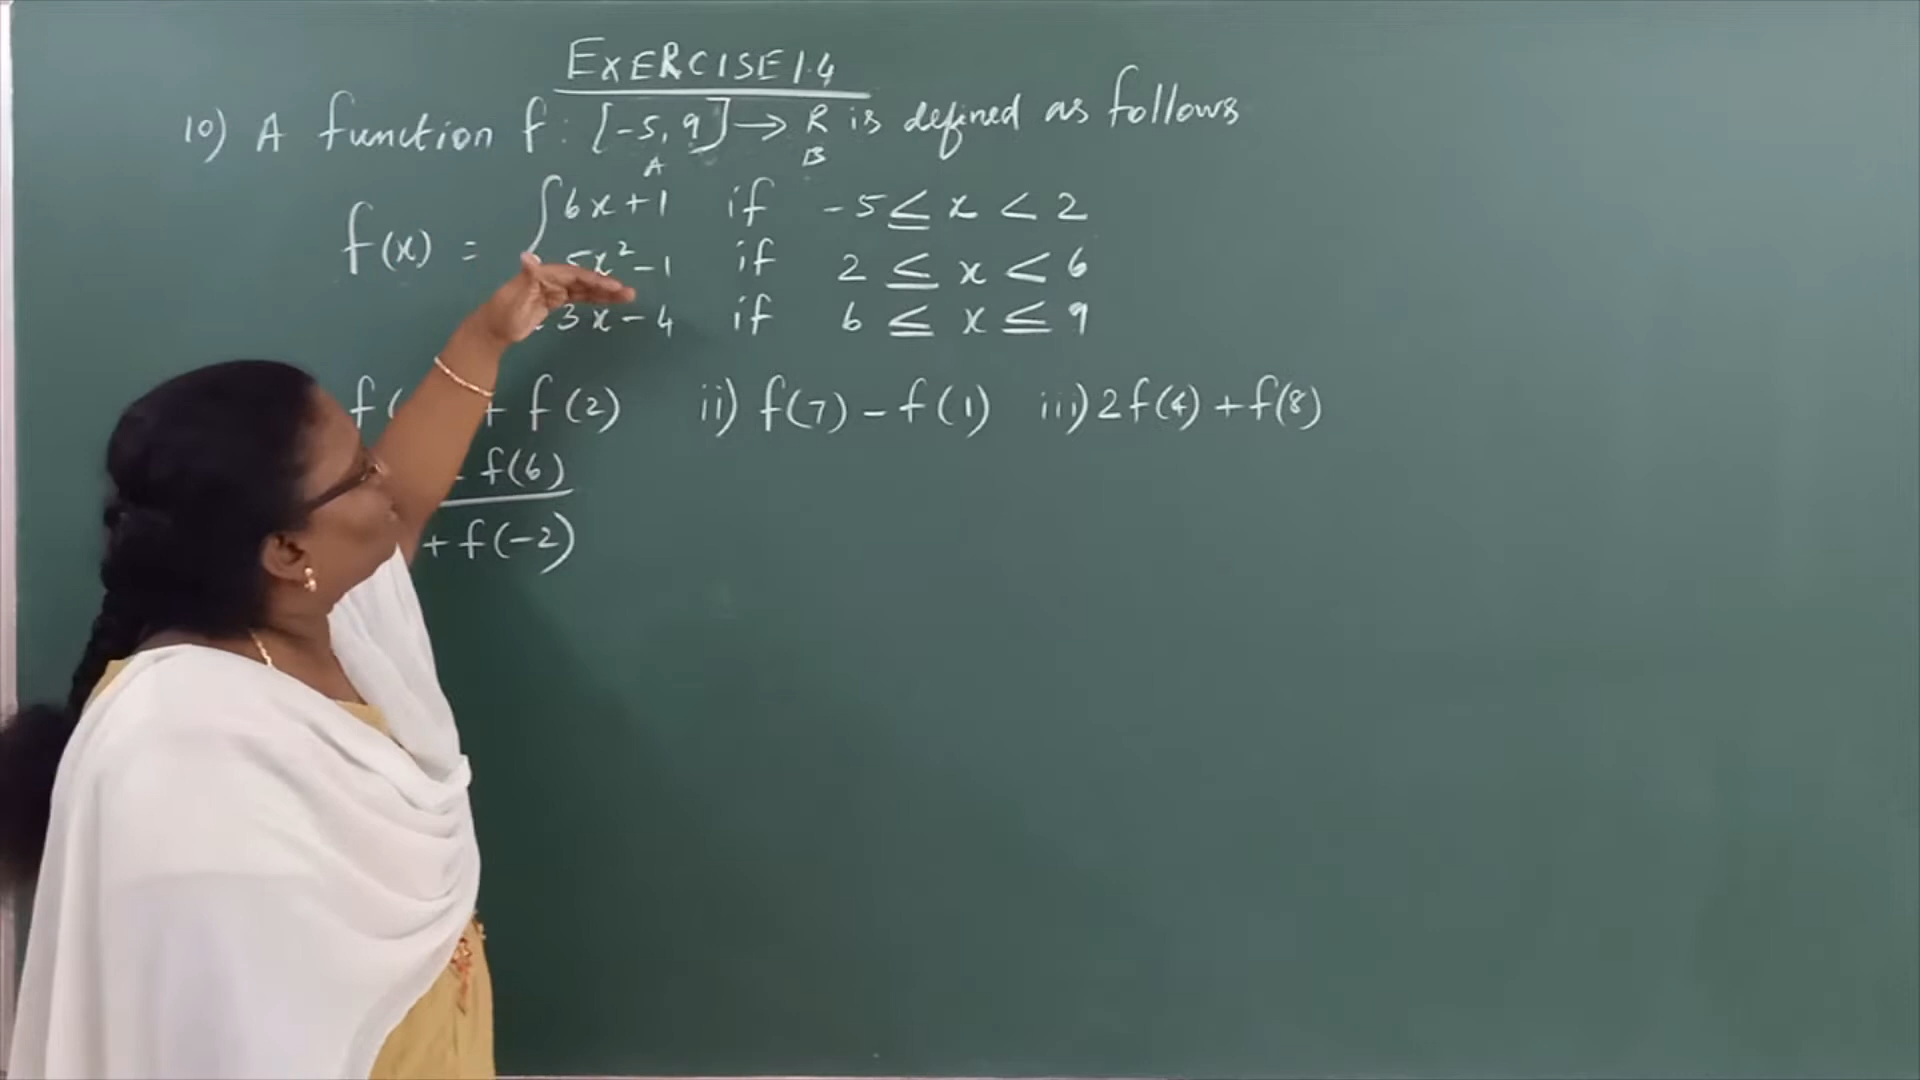 EXERCISE 1.4
10) A function f: [-5, 9] → R is defined as follows
A B
f(x) = { 6x+1 if -5 ≤ x < 2
5x²-1 if 2 ≤ x < 6
3x-4 if 6 ≤ x ≤ 9
f( + f(2) ii) f(7) - f(1) iii) 2f(4) + f(8)
- f(6)
+ f(-2)